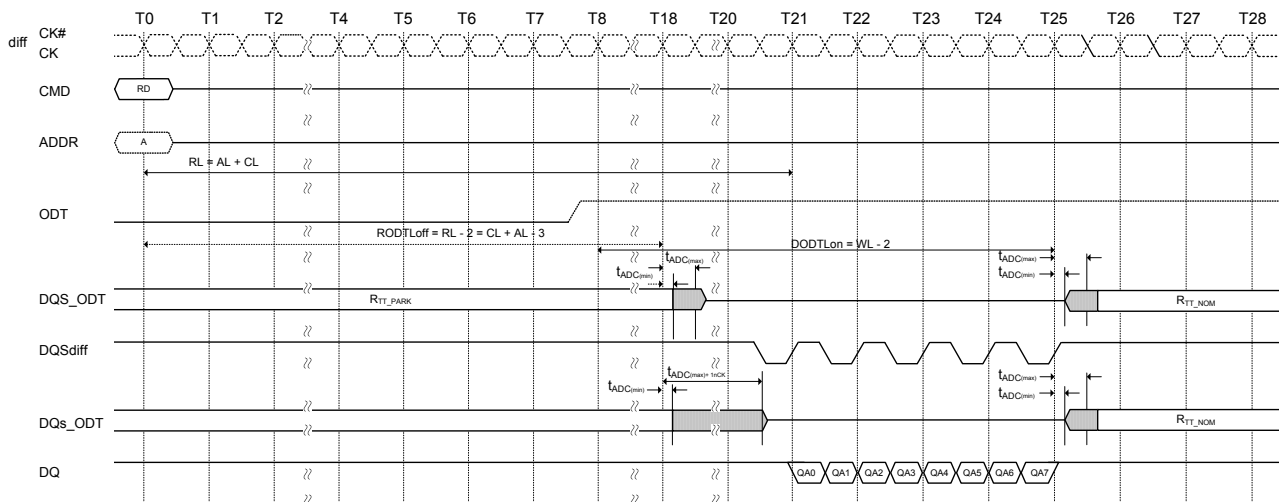 T0 T1 T2 T4 T5 T6 T7 T8 T18 T20 T21 T22 T23 T24 T25 T26 T27 T28
diff CK#
CK
CMD RD
ADDR A
RL = AL + CL
ODT
RODTLoff = RL - 2 = CL + AL - 3
DODTLon = WL - 2
tADC(max) tADC(max)
tADC(min) tADC(min)
DQS_ODT RTT_PARK RTT_NOM
DQSdiff
tADC(max)+ 1nCK tADC(max)
tADC(min) tADC(min)
DQs_ODT RTT_NOM
DQ QA0 QA1 QA2 QA3 QA4 QA5 QA6 QA7